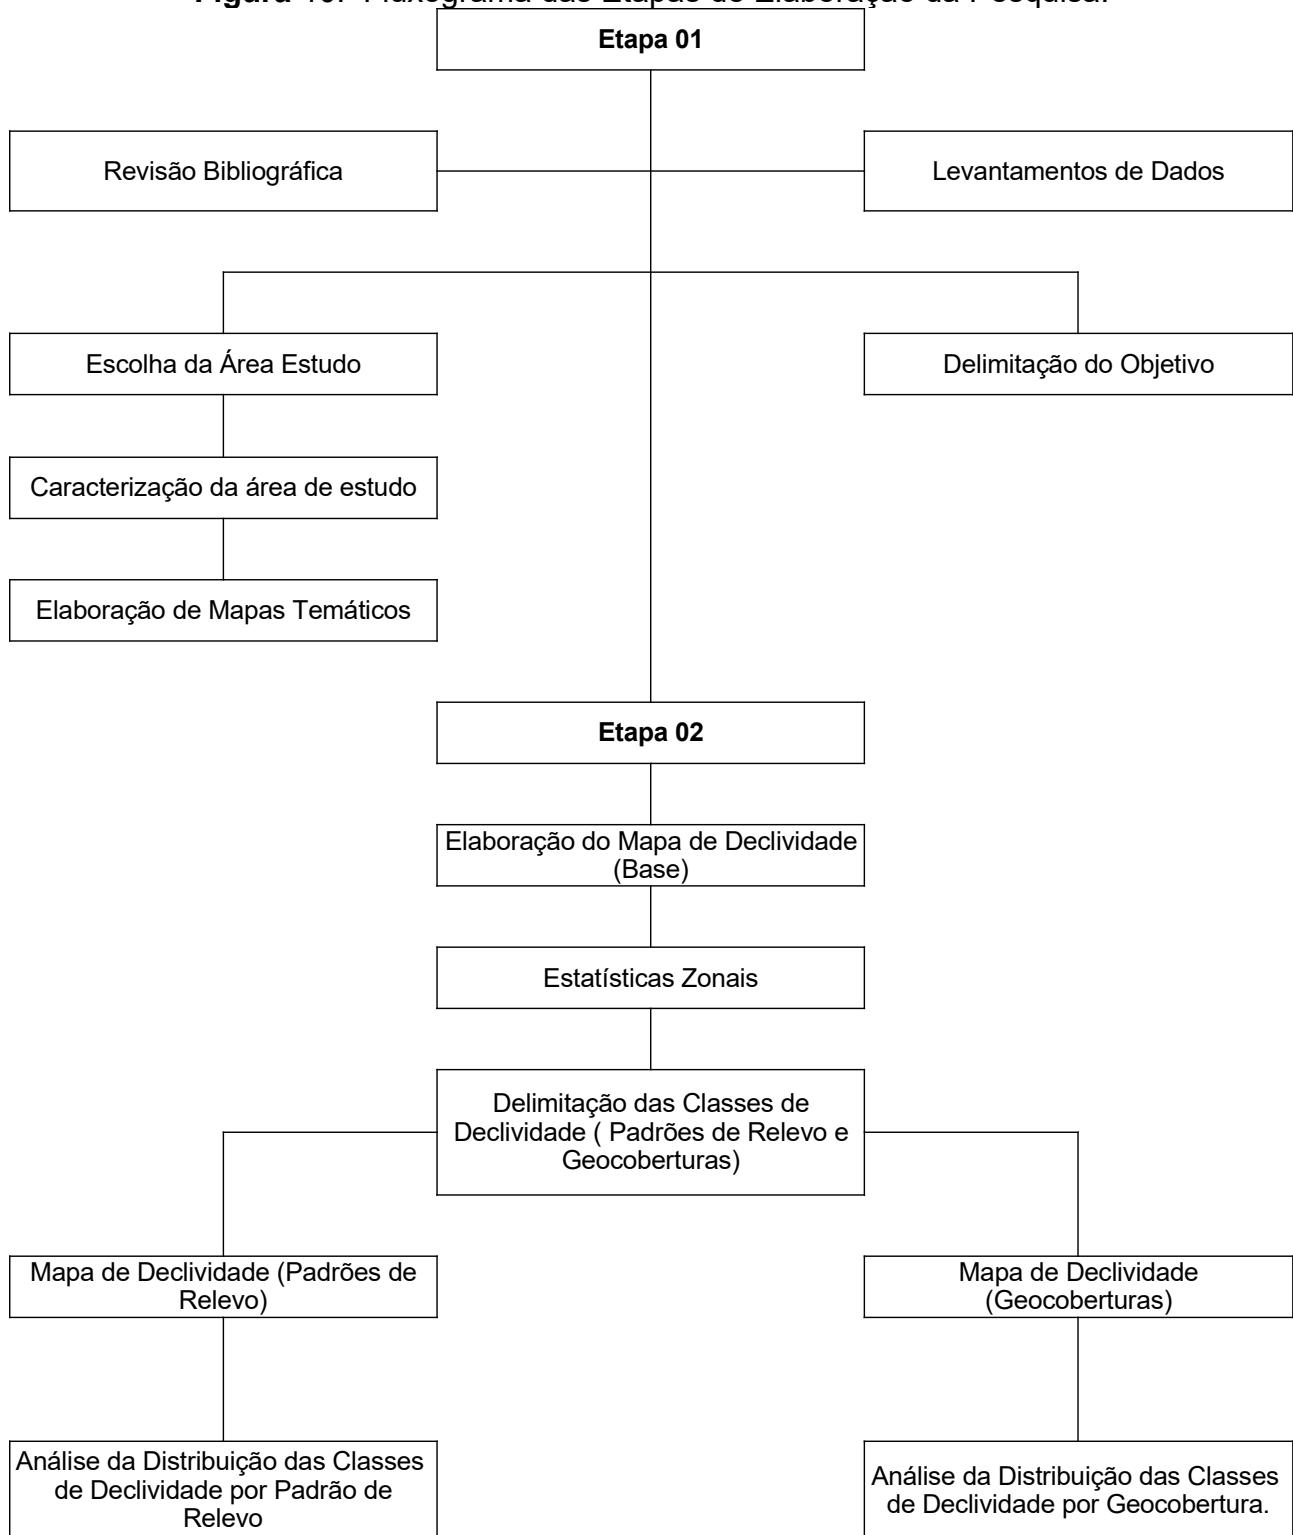 Figura 10. Fluxograma das Etapas de Elaboração da Pesquisa.
Etapa 01
Revisão Bibliográfica
Levantamentos de Dados
Escolha da Área Estudo
Delimitação do Objetivo
Caracterização da área de estudo
Elaboração de Mapas Temáticos
Etapa 02
Elaboração do Mapa de Declividade
(Base)
Estatísticas Zonais
Delimitação das Classes de
Declividade ( Padrões de Relevo e
Geocoberturas)
Mapa de Declividade (Padrões de
Relevo)
Mapa de Declividade
(Geocoberturas)
Análise da Distribuição das Classes
de Declividade por Padrão de
Relevo
Análise da Distribuição das Classes
de Declividade por Geocobertura.